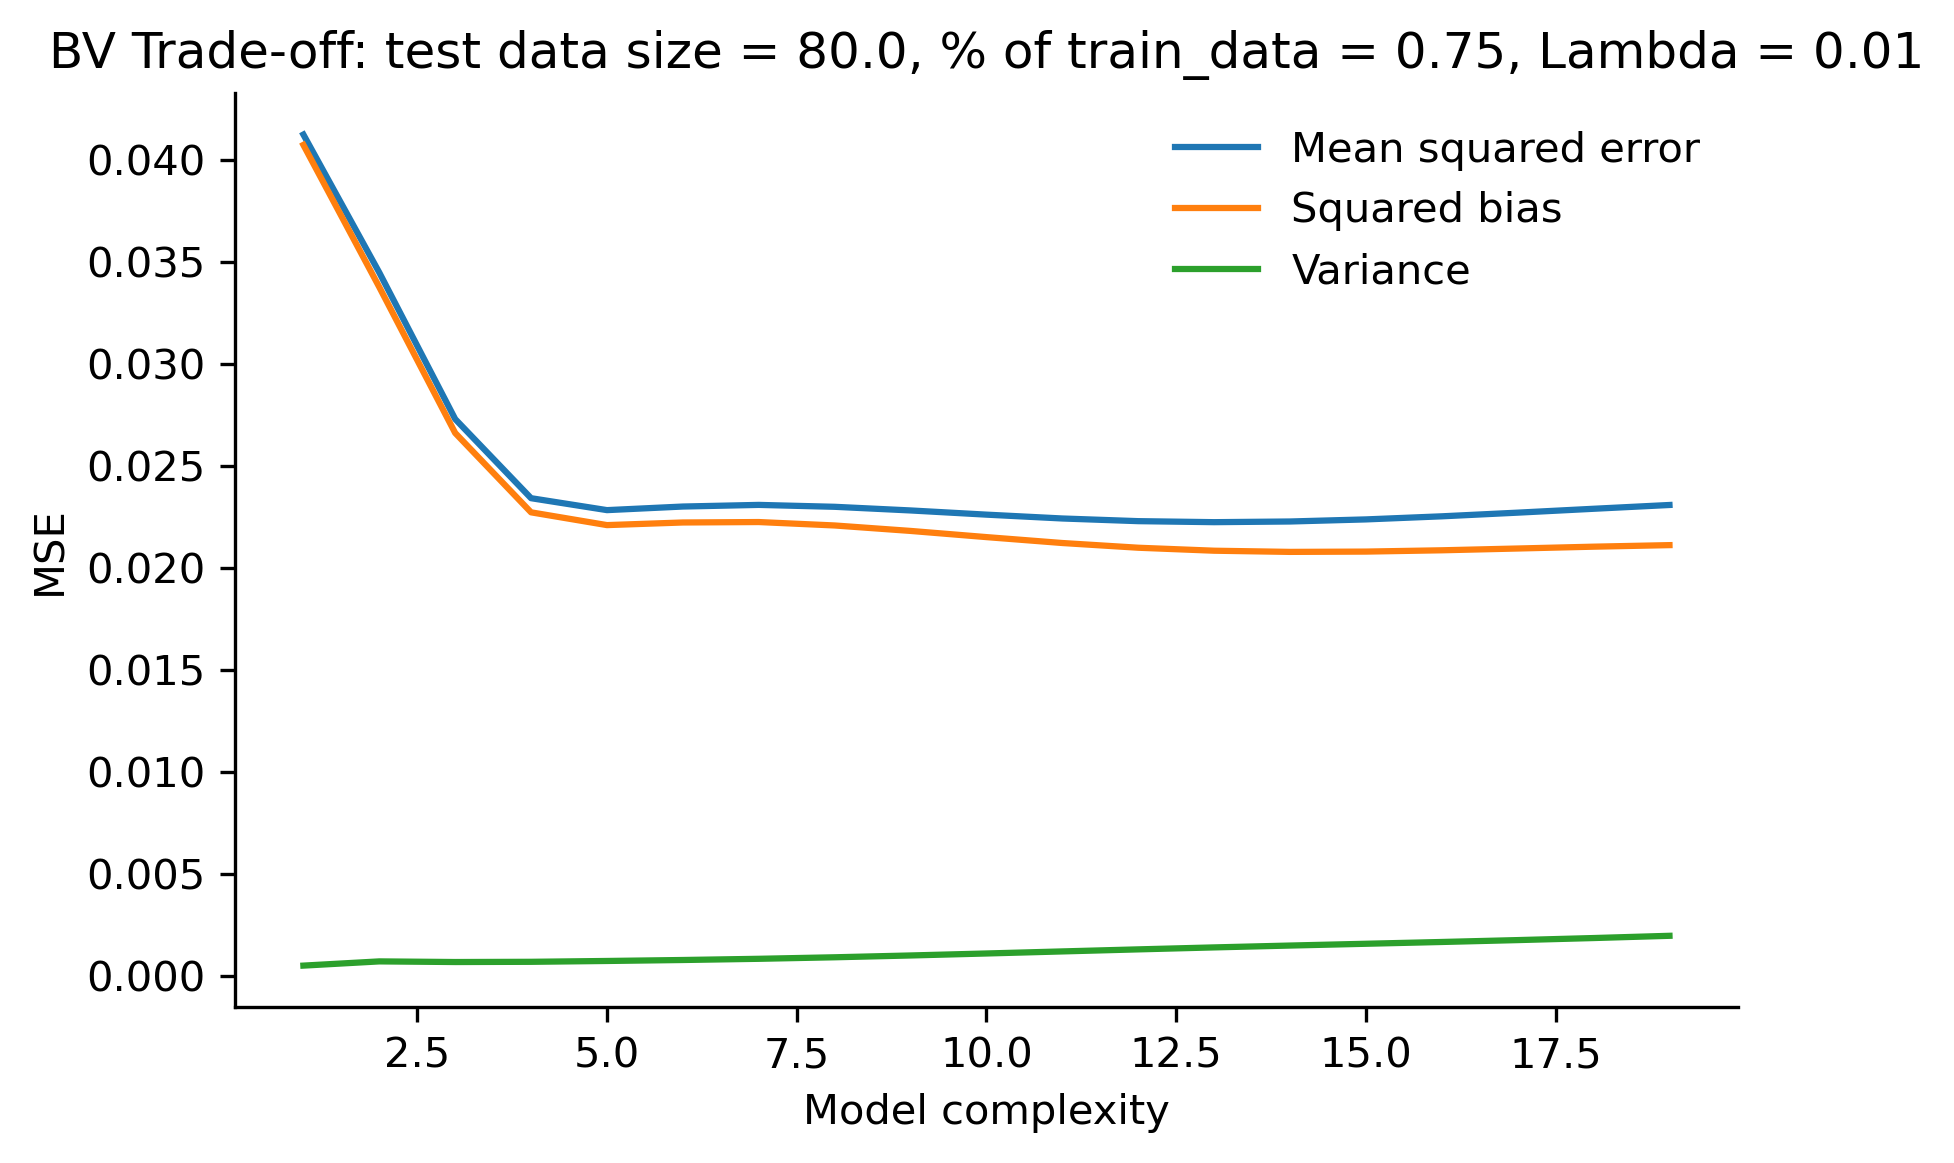 BV Trade-off: test data size = 80.0, % of train_data = 0.75, Lambda = 0.01
Mean squared error
Squared bias
Variance
0.040
0.035
0.030
0.025
0.020
0.015
0.010
0.005
0.000
MSE
2.5 5.0 7.5 10.0 12.5 15.0 17.5
Model complexity